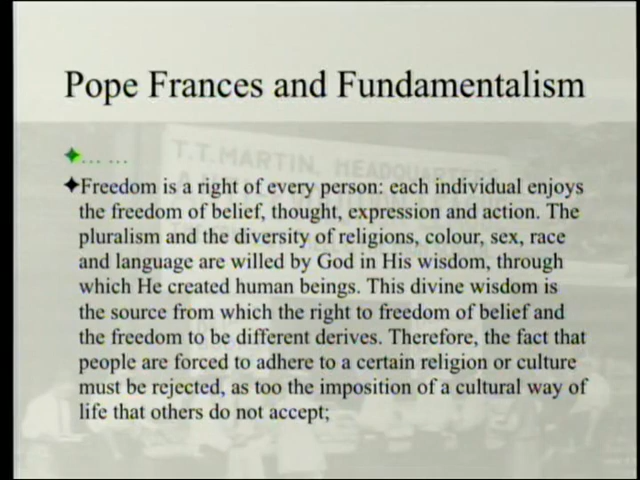 Pope Frances and Fundamentalism
T.T. MARTIN. HEADQUARTERS
... ...
Freedom is a right of every person: each individual enjoys
the freedom of belief, thought, expression and action. The
pluralism and the diversity of religions, colour, sex, race
and language are willed by God in His wisdom, through
which He created human beings. This divine wisdom is
the source from which the right to freedom of belief and
the freedom to be different derives. Therefore, the fact that
people are forced to adhere to a certain religion or culture
must be rejected, as too the imposition of a cultural way of
life that others do not accept;